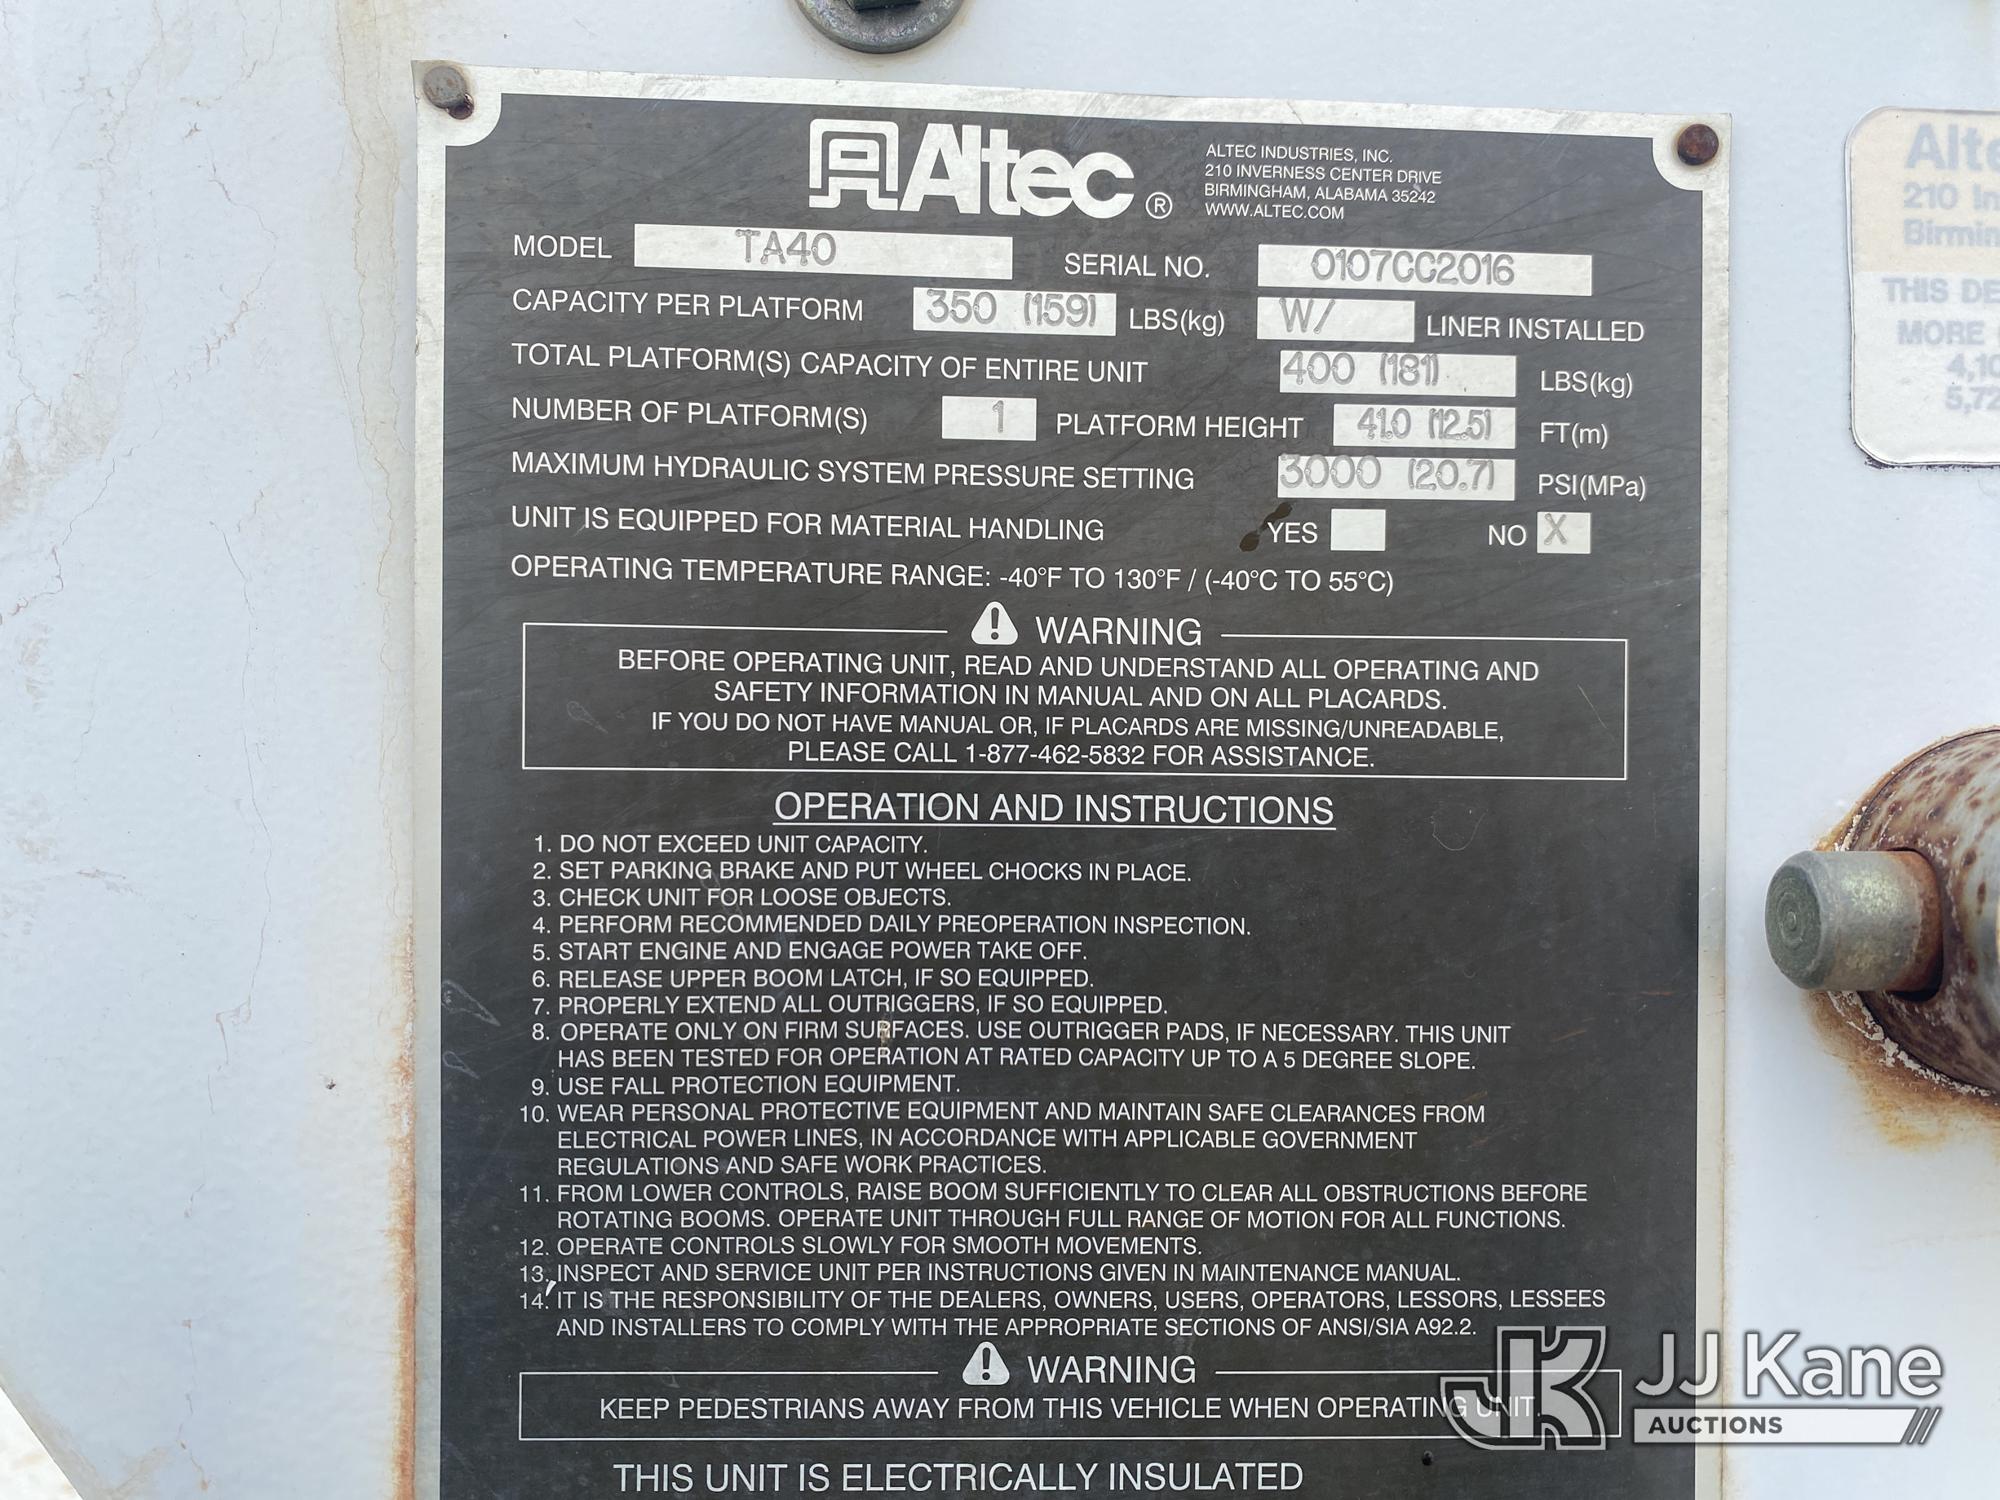 Altec ®
ALTEC INDUSTRIES, INC.
210 INVERNESS CENTER DRIVE
BIRMINGHAM, ALABAMA 35242
WWW.ALTEC.COM
MODEL TA40 SERIAL NO. 0107CC2016
CAPACITY PER PLATFORM 350 (159) LBS(kg) W/ LINER INSTALLED
TOTAL PLATFORM(S) CAPACITY OF ENTIRE UNIT 400 (181) LBS(kg)
NUMBER OF PLATFORM(S) 1 PLATFORM HEIGHT 41.0 (12.5) FT(m)
MAXIMUM HYDRAULIC SYSTEM PRESSURE SETTING 3000 (20.7) PSI(MPa)
UNIT IS EQUIPPED FOR MATERIAL HANDLING YES NO X
OPERATING TEMPERATURE RANGE: -40°F TO 130°F / (-40°C TO 55°C)
WARNING
BEFORE OPERATING UNIT, READ AND UNDERSTAND ALL OPERATING AND
SAFETY INFORMATION IN MANUAL AND ON ALL PLACARDS.
IF YOU DO NOT HAVE MANUAL OR, IF PLACARDS ARE MISSING/UNREADABLE,
PLEASE CALL 1-877-462-5832 FOR ASSISTANCE.
OPERATION AND INSTRUCTIONS
1. DO NOT EXCEED UNIT CAPACITY.
2. SET PARKING BRAKE AND PUT WHEEL CHOCKS IN PLACE.
3. CHECK UNIT FOR LOOSE OBJECTS.
4. PERFORM RECOMMENDED DAILY PREOPERATION INSPECTION.
5. START ENGINE AND ENGAGE POWER TAKE OFF.
6. RELEASE UPPER BOOM LATCH, IF SO EQUIPPED.
7. PROPERLY EXTEND ALL OUTRIGGERS, IF SO EQUIPPED.
8. OPERATE ONLY ON FIRM SURFACES. USE OUTRIGGER PADS, IF NECESSARY. THIS UNIT
HAS BEEN TESTED FOR OPERATION AT RATED CAPACITY UP TO A 5 DEGREE SLOPE.
9. USE FALL PROTECTION EQUIPMENT.
10. WEAR PERSONAL PROTECTIVE EQUIPMENT AND MAINTAIN SAFE CLEARANCES FROM
ELECTRICAL POWER LINES, IN ACCORDANCE WITH APPLICABLE GOVERNMENT
REGULATIONS AND SAFE WORK PRACTICES.
11. FROM LOWER CONTROLS, RAISE BOOM SUFFICIENTLY TO CLEAR ALL OBSTRUCTIONS BEFORE
ROTATING BOOMS. OPERATE UNIT THROUGH FULL RANGE OF MOTION FOR ALL FUNCTIONS.
12. OPERATE CONTROLS SLOWLY FOR SMOOTH MOVEMENTS.
13. INSPECT AND SERVICE UNIT PER INSTRUCTIONS GIVEN IN MAINTENANCE MANUAL.
14. IT IS THE RESPONSIBILITY OF THE DEALERS, OWNERS, USERS, OPERATORS, LESSORS, LESSEES
AND INSTALLERS TO COMPLY WITH THE APPROPRIATE SECTIONS OF ANSI/SIA A92.2.
WARNING
KEEP PEDESTRIANS AWAY FROM THIS VEHICLE WHEN OPERATING UNIT.
THIS UNIT IS ELECTRICALLY INSULATED
210 In
THIS DE
MORE
4,10
5,72
JK JJ Kane
AUCTIONS